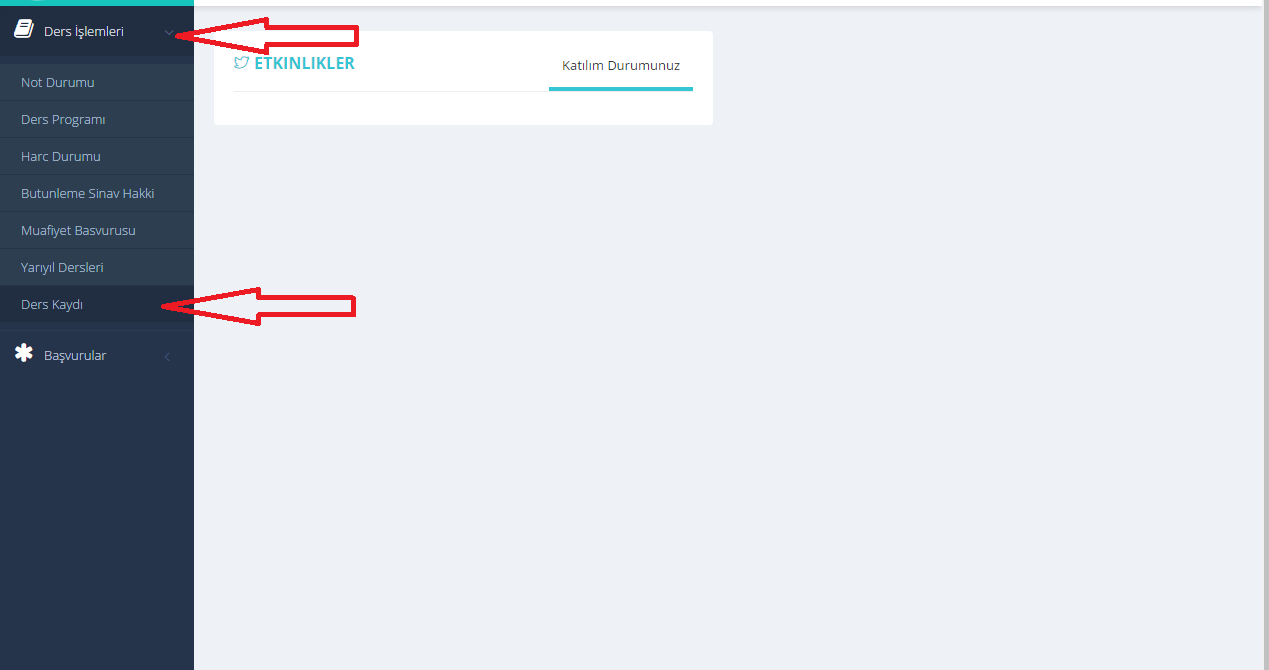 Ders İşlemleri
ETKINLIKLER
Katılım Durumunuz
Not Durumu
Ders Programı
Harc Durumu
Butunleme Sinav Hakki
Muafiyet Basvurusu
Yarıyıl Dersleri
Ders Kaydı
Başvurular